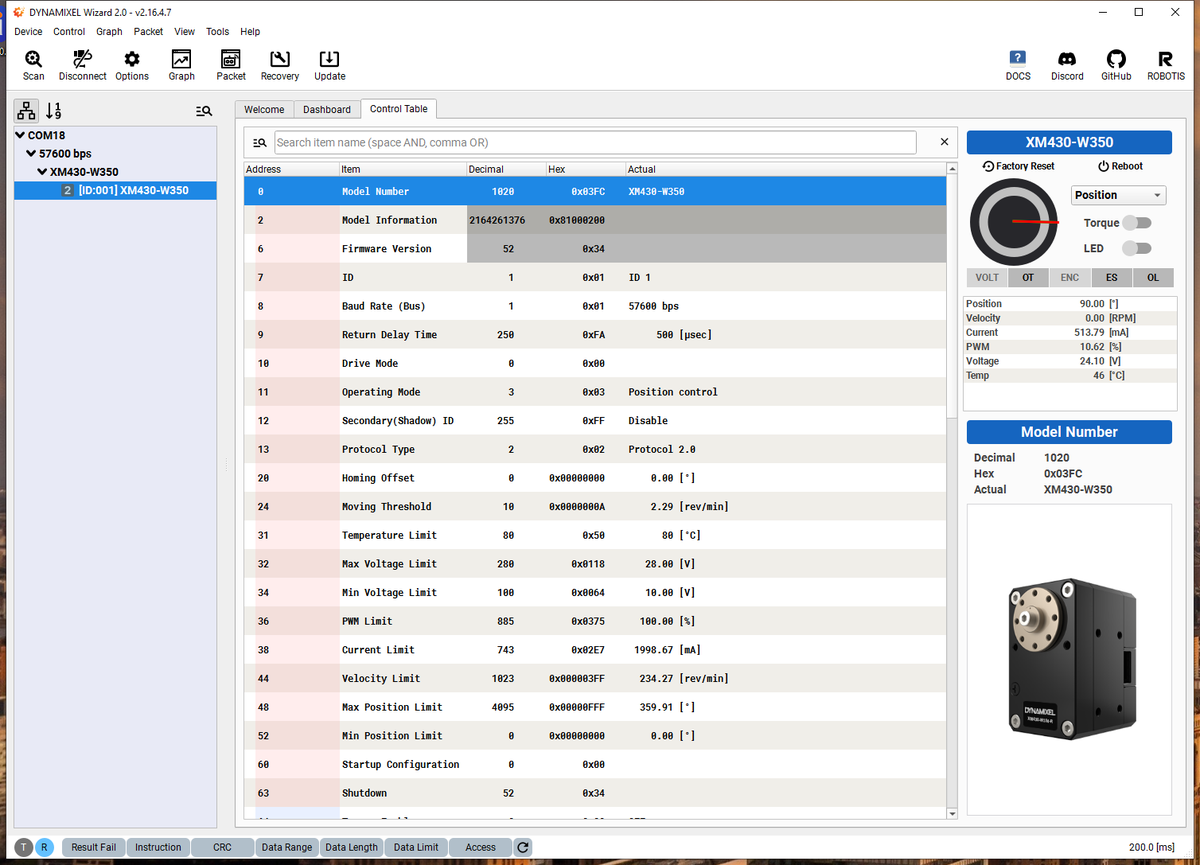 DYNAMIXEL Wizard 2.0 - v2.16.4.7
Device Control Graph Packet View Tools Help
Scan Disconnect Options Graph Packet Recovery Update DOCS Discord GitHub ROBOTIS
Welcome Dashboard Control Table
COM18
57600 bps
XM430-W350
2 [ID:001] XM430-W350
Search item name (space AND, comma OR)
Address Item Decimal Hex Actual
0 Model Number 1020 0x03FC XM430-W350
2 Model Information 2164261376 0x81000200
6 Firmware Version 52 0x34
7 ID 1 0x01 ID 1
8 Baud Rate (Bus) 1 0x01 57600 bps
9 Return Delay Time 250 0xFA 500 [μsec]
10 Drive Mode 0 0x00
11 Operating Mode 3 0x03 Position control
12 Secondary(Shadow) ID 255 0xFF Disable
13 Protocol Type 2 0x02 Protocol 2.0
20 Homing Offset 0 0x00000000 0.00 [°]
24 Moving Threshold 10 0x0000000A 2.29 [rev/min]
31 Temperature Limit 80 0x50 80 [°C]
32 Max Voltage Limit 280 0x0118 28.00 [V]
34 Min Voltage Limit 100 0x0064 10.00 [V]
36 PWM Limit 885 0x0375 100.00 [%]
38 Current Limit 743 0x02E7 1998.67 [mA]
44 Velocity Limit 1023 0x000003FF 234.27 [rev/min]
48 Max Position Limit 4095 0x00000FFF 359.91 [°]
52 Min Position Limit 0 0x00000000 0.00 [°]
60 Startup Configuration 0 0x00
63 Shutdown 52 0x34
XM430-W350
Factory Reset Reboot
Position
Torque
LED
VOLT OT ENC ES OL
Position 90.00 [°]
Velocity 0.00 [RPM]
Current 513.79 [mA]
PWM 10.62 [%]
Voltage 24.10 [V]
Temp 46 [°C]
Model Number
Decimal 1020
Hex 0x03FC
Actual XM430-W350
DYNAMIXEL
T R Result Fail Instruction CRC Data Range Data Length Data Limit Access 200.0 [ms]